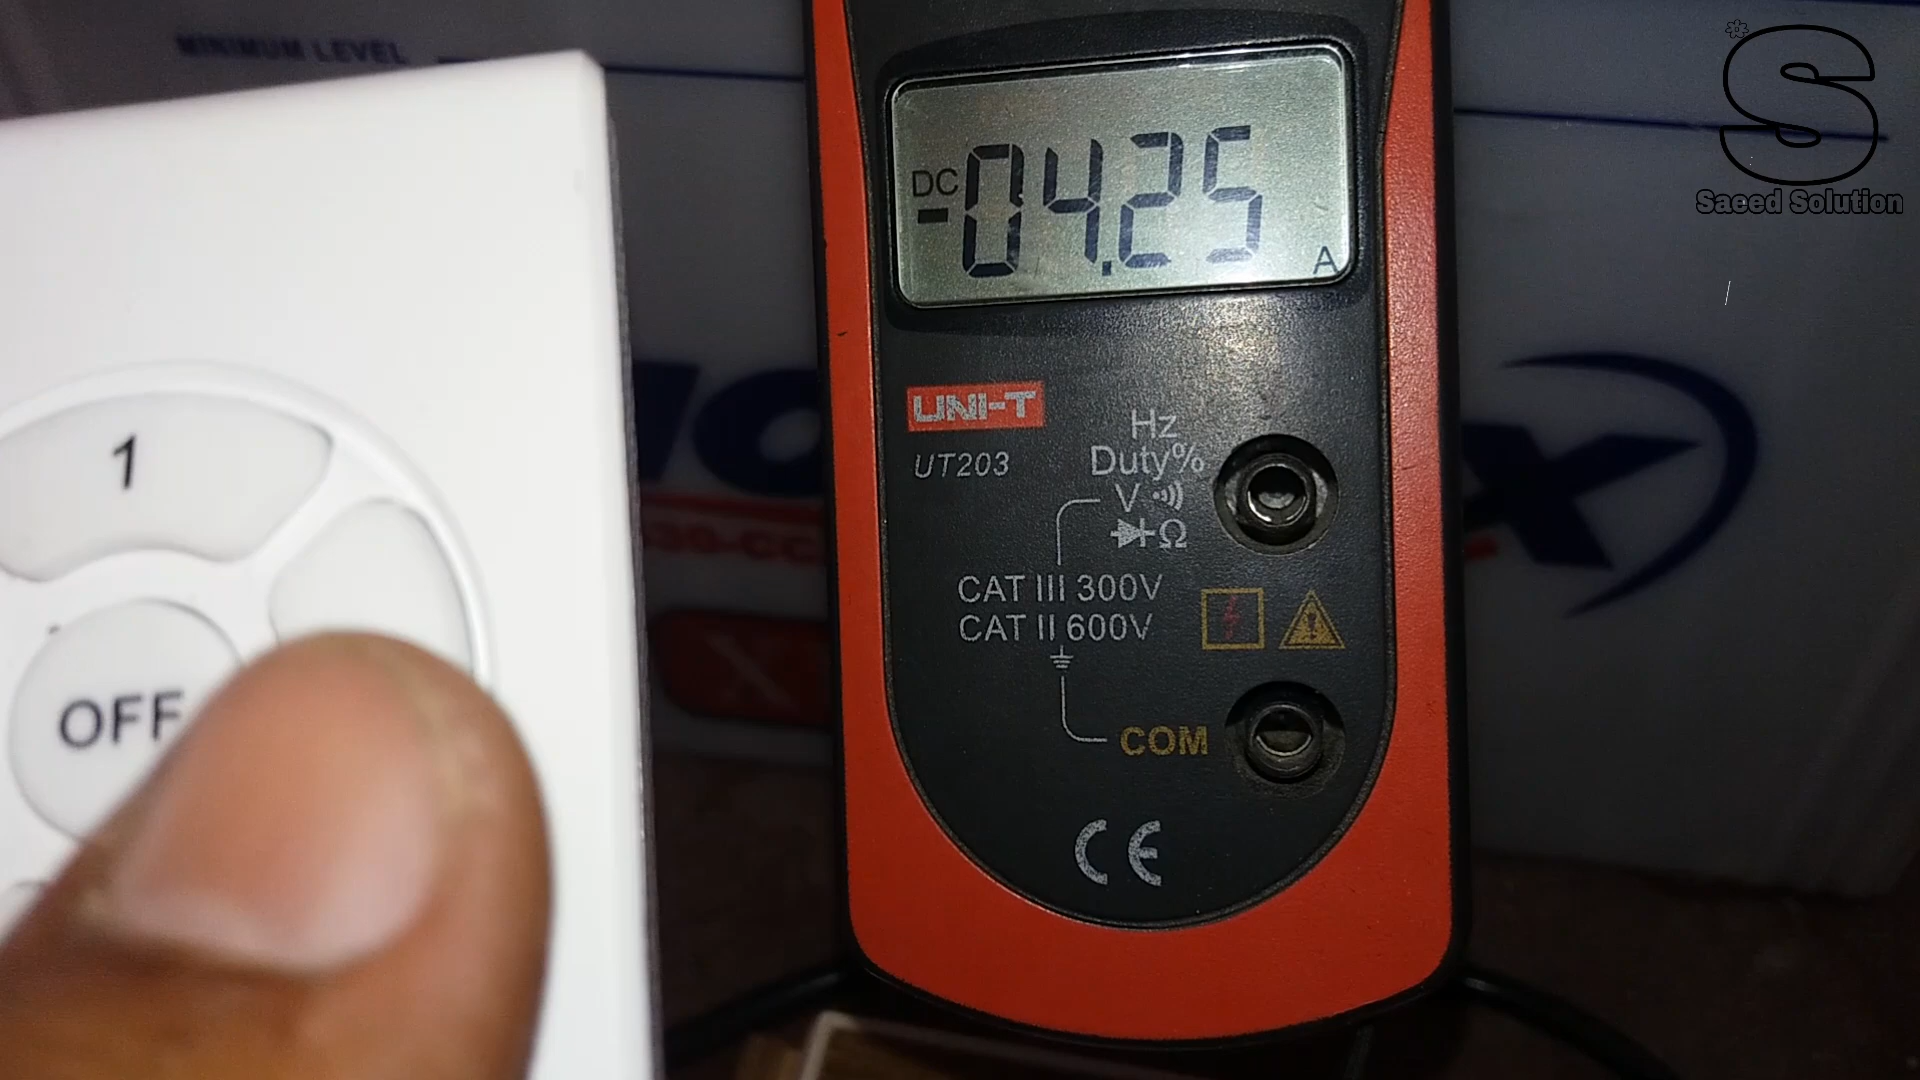 MINIMUM LEVEL
Saeed Solution
DC
-04.25
A
UNI-T
UT203
Hz
Duty%
V
Ω
CAT III 300V
CAT II 600V
COM
CE
1
OFF